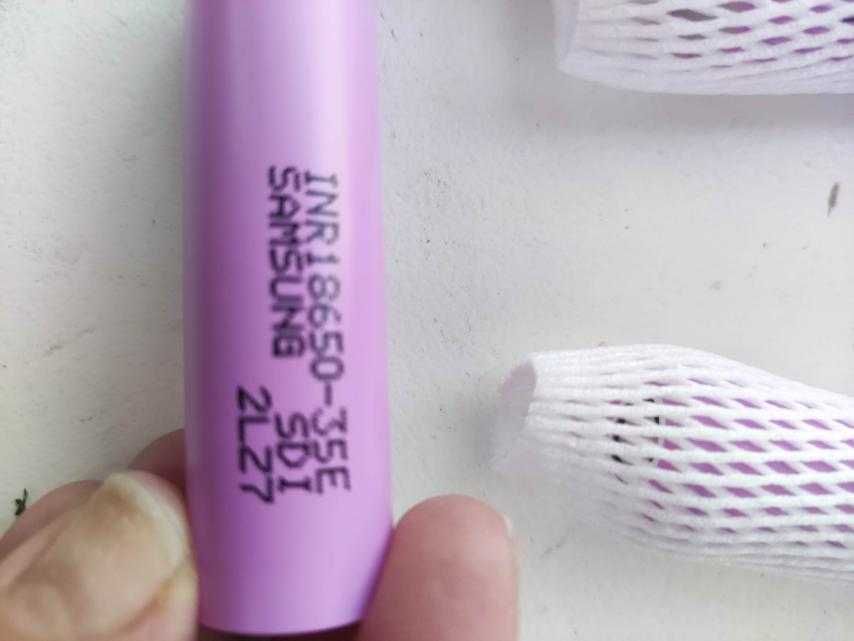 INR18650-35E
SAMSUNG SDI
2L27